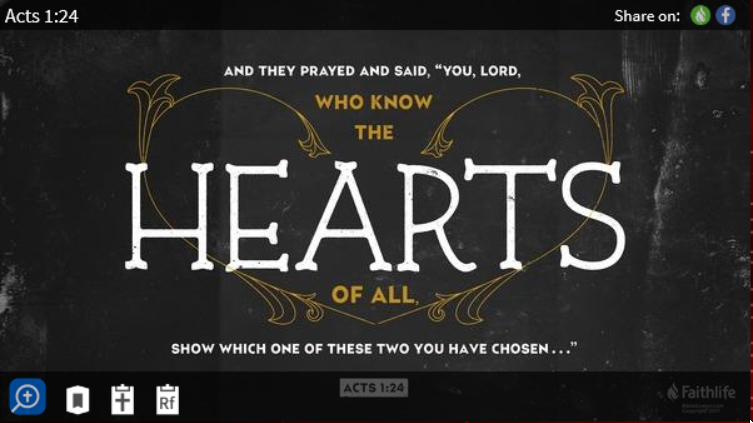 Acts 1:24
Share on:
AND THEY PRAYED AND SAID, “YOU, LORD,
WHO KNOW
THE
HEARTS
OF ALL,
SHOW WHICH ONE OF THESE TWO YOU HAVE CHOSEN . . .”
ACTS 1:24
Rf
Faithlife